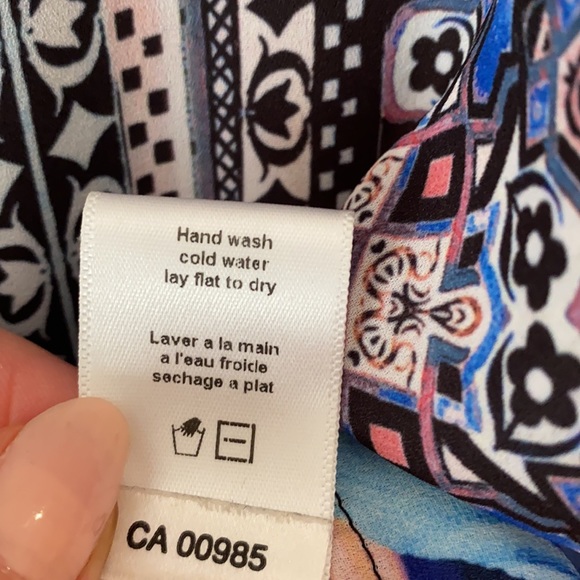 Hand wash
cold water
lay flat to dry
Laver a la main
a l'eau froide
sechage a plat
CA 00985